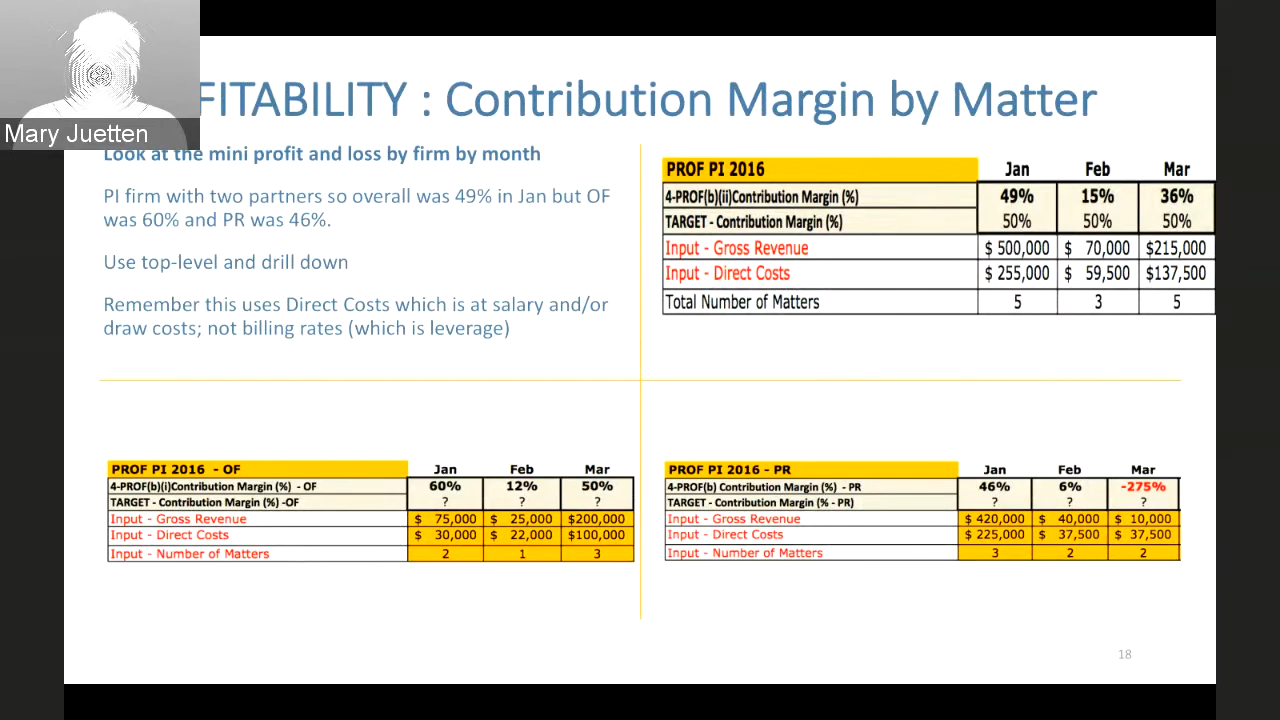 Mary Juetten
FITABILITY : Contribution Margin by Matter
Look at the mini profit and loss by firm by month
PI firm with two partners so overall was 49% in Jan but OF
was 60% and PR was 46%.
Use top-level and drill down
Remember this uses Direct Costs which is at salary and/or
draw costs; not billing rates (which is leverage)
PROF PI 2016 Jan Feb Mar
4-PROF(b)(ii)Contribution Margin (%) 49% 15% 36%
TARGET - Contribution Margin (%) 50% 50% 50%
Input - Gross Revenue $ 500,000 $ 70,000 $215,000
Input - Direct Costs $ 255,000 $ 59,500 $137,500
Total Number of Matters 5 3 5
PROF PI 2016 - OF Jan Feb Mar
4-PROF(b)(i)Contribution Margin (%) - OF 60% 12% 50%
TARGET - Contribution Margin (%) -OF ? ? ?
Input - Gross Revenue $ 75,000 $ 25,000 $200,000
Input - Direct Costs $ 30,000 $ 22,000 $100,000
Input - Number of Matters 2 1 3
PROF PI 2016 - PR Jan Feb Mar
4-PROF(b) Contribution Margin (%) - PR 46% 6% -275%
TARGET - Contribution Margin (% - PR) ? ? ?
Input - Gross Revenue $ 420,000 $ 40,000 $ 10,000
Input - Direct Costs $ 225,000 $ 37,500 $ 37,500
Input - Number of Matters 3 2 2
18